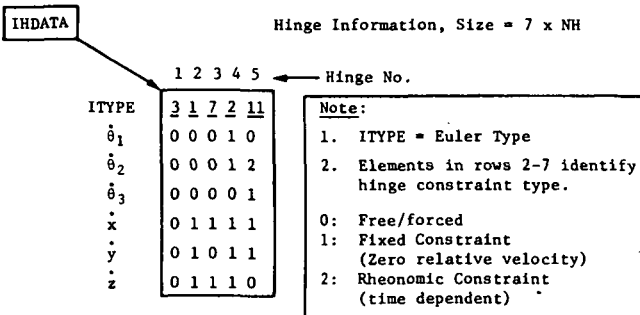 IHDATA
Hinge Information, Size = 7 x NH
1 2 3 4 5 Hinge No.
ITYPE 3 1 7 2 11
θ̇1 0 0 0 1 0
θ̇2 0 0 0 1 2
θ̇3 0 0 0 0 1
ẋ 0 1 1 1 1
ẏ 0 1 0 1 1
ż 0 1 1 1 0
Note:
1. ITYPE = Euler Type
2. Elements in rows 2-7 identify
hinge constraint type.
0: Free/forced
1: Fixed Constraint
(Zero relative velocity)
2: Rheonomic Constraint
(time dependent)